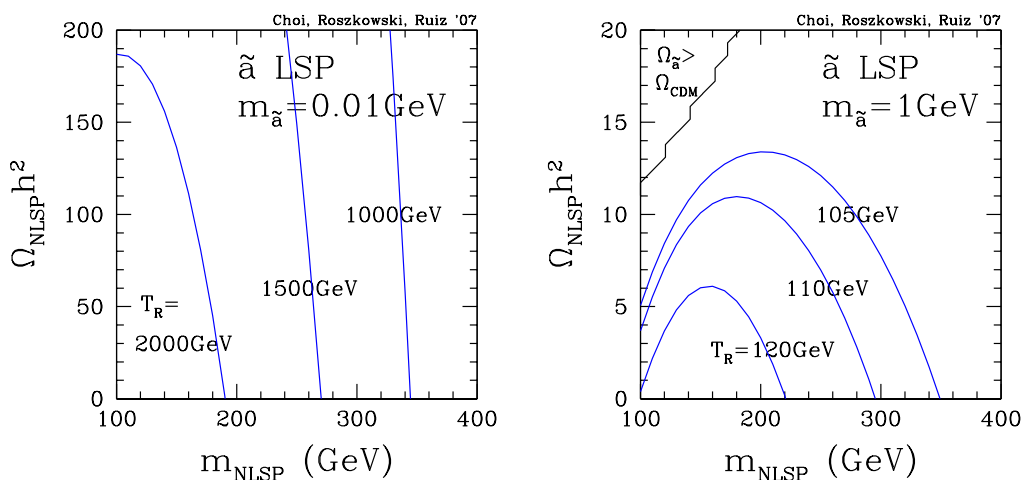 Choi, Roszkowski, Ruiz '07
ã LSP
m_ã=0.01GeV
1000GeV
1500GeV
T_R=
2000GeV
200
150
100
50
0
100
200
300
400
Ω_NLSP h²
m_NLSP (GeV)
Choi, Roszkowski, Ruiz '07
Ω_ã>
Ω_CDM
ã LSP
m_ã=1GeV
105GeV
110GeV
T_R=120GeV
20
15
10
5
0
100
200
300
400
Ω_NLSP h²
m_NLSP (GeV)